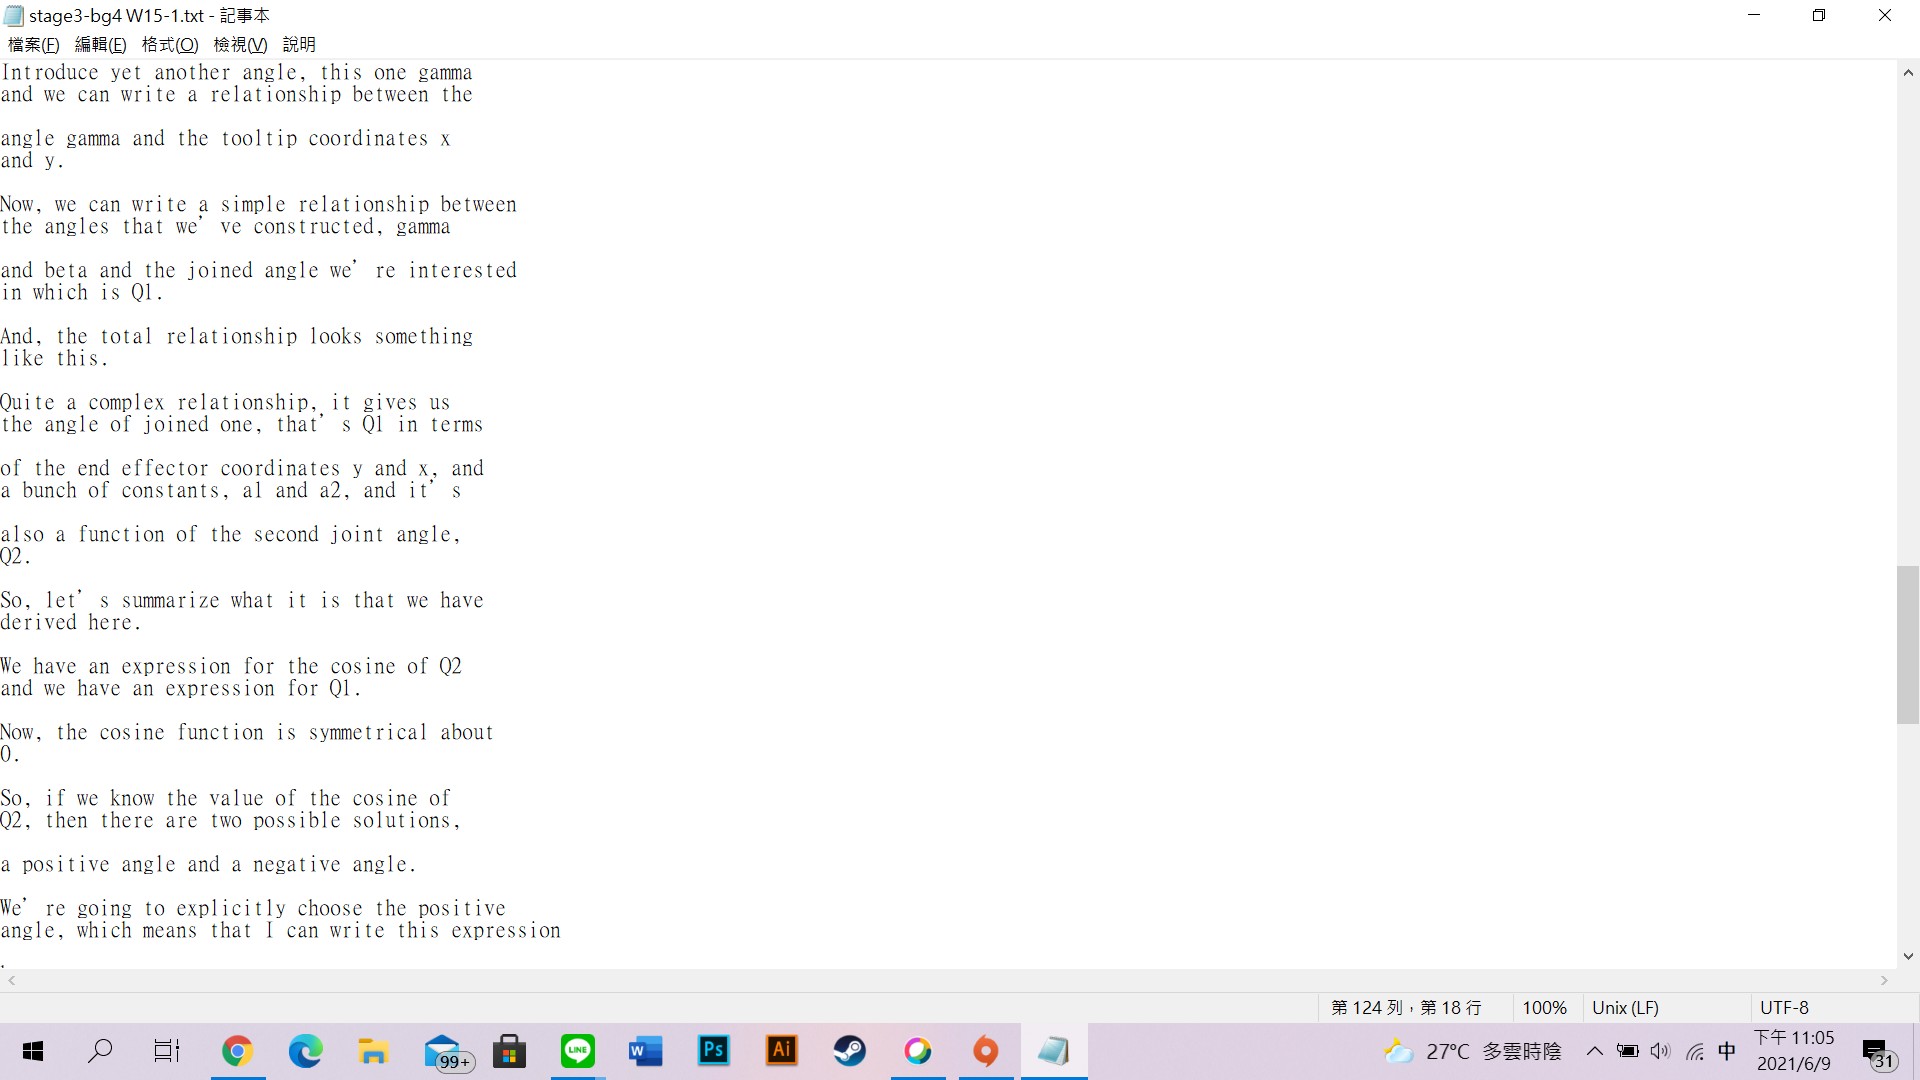 stage3-bg4 W15-1.txt - 記事本
檔案(F) 編輯(E) 格式(O) 檢視(V) 說明
Introduce yet another angle, this one gamma
and we can write a relationship between the
angle gamma and the tooltip coordinates x
and y.
Now, we can write a simple relationship between
the angles that we’ve constructed, gamma
and beta and the joined angle we’re interested
in which is Q1.
And, the total relationship looks something
like this.
Quite a complex relationship, it gives us
the angle of joined one, that’s Q1 in terms
of the end effector coordinates y and x, and
a bunch of constants, a1 and a2, and it’s
also a function of the second joint angle,
Q2.
So, let’s summarize what it is that we have
derived here.
We have an expression for the cosine of Q2
and we have an expression for Q1.
Now, the cosine function is symmetrical about
0.
So, if we know the value of the cosine of
Q2, then there are two possible solutions,
a positive angle and a negative angle.
We’re going to explicitly choose the positive
angle, which means that I can write this expression
第 124 列，第 18 行 100% Unix (LF) UTF-8
99+ LINE W Ps Ai 27°C 多雲時陰 中 下午 11:05
2021/6/9 31